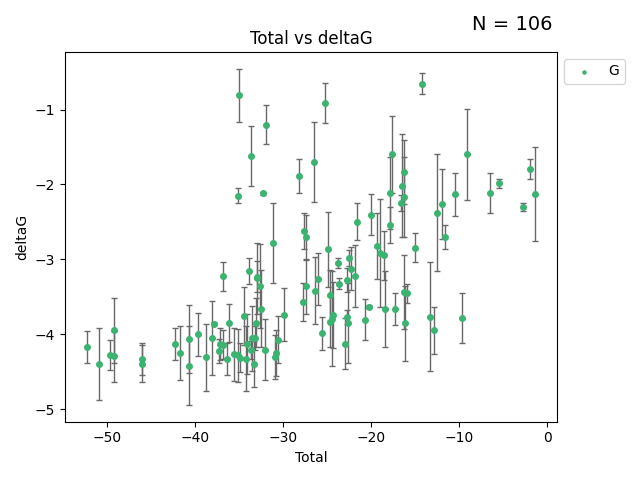 N = 106
Total vs deltaG
G
deltaG
−1
−2
−3
−4
−5
−50 −40 −30 −20 −10 0
Total